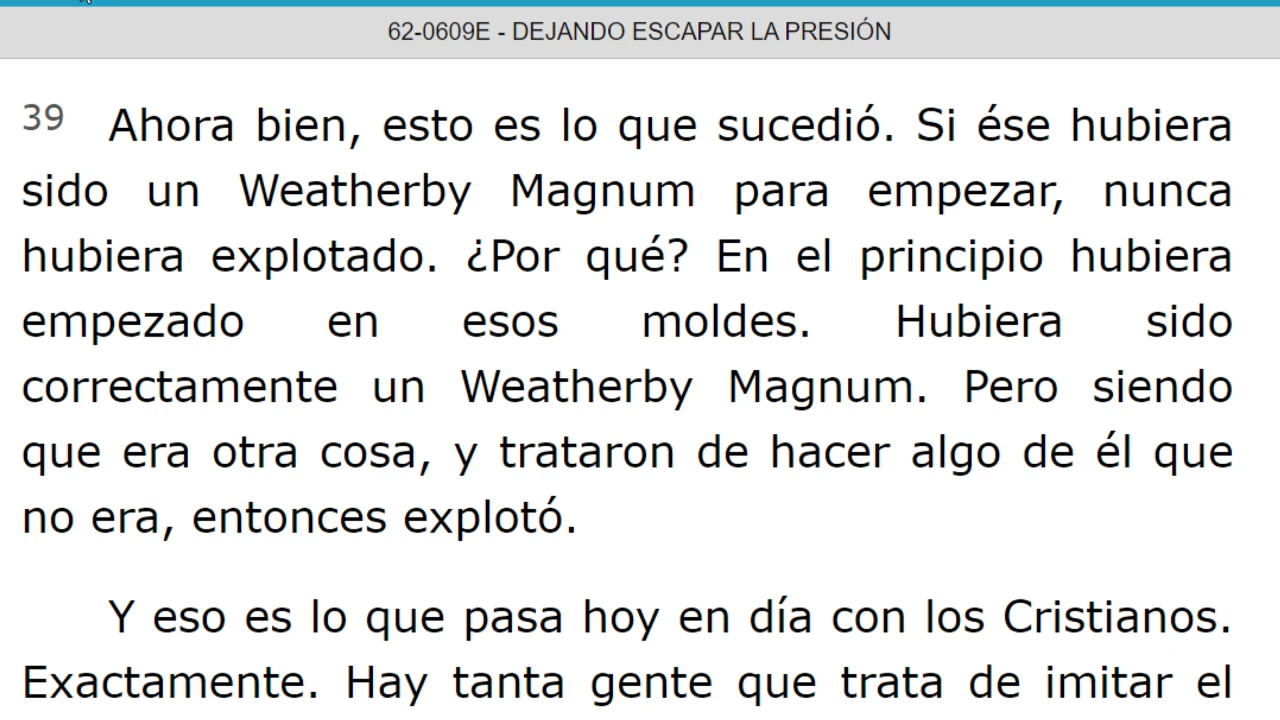 62-0609E - DEJANDO ESCAPAR LA PRESIÓN
39 Ahora bien, esto es lo que sucedió. Si ése hubiera
sido un Weatherby Magnum para empezar, nunca
hubiera explotado. ¿Por qué? En el principio hubiera
empezado en esos moldes. Hubiera sido
correctamente un Weatherby Magnum. Pero siendo
que era otra cosa, y trataron de hacer algo de él que
no era, entonces explotó.
Y eso es lo que pasa hoy en día con los Cristianos.
Exactamente. Hay tanta gente que trata de imitar el